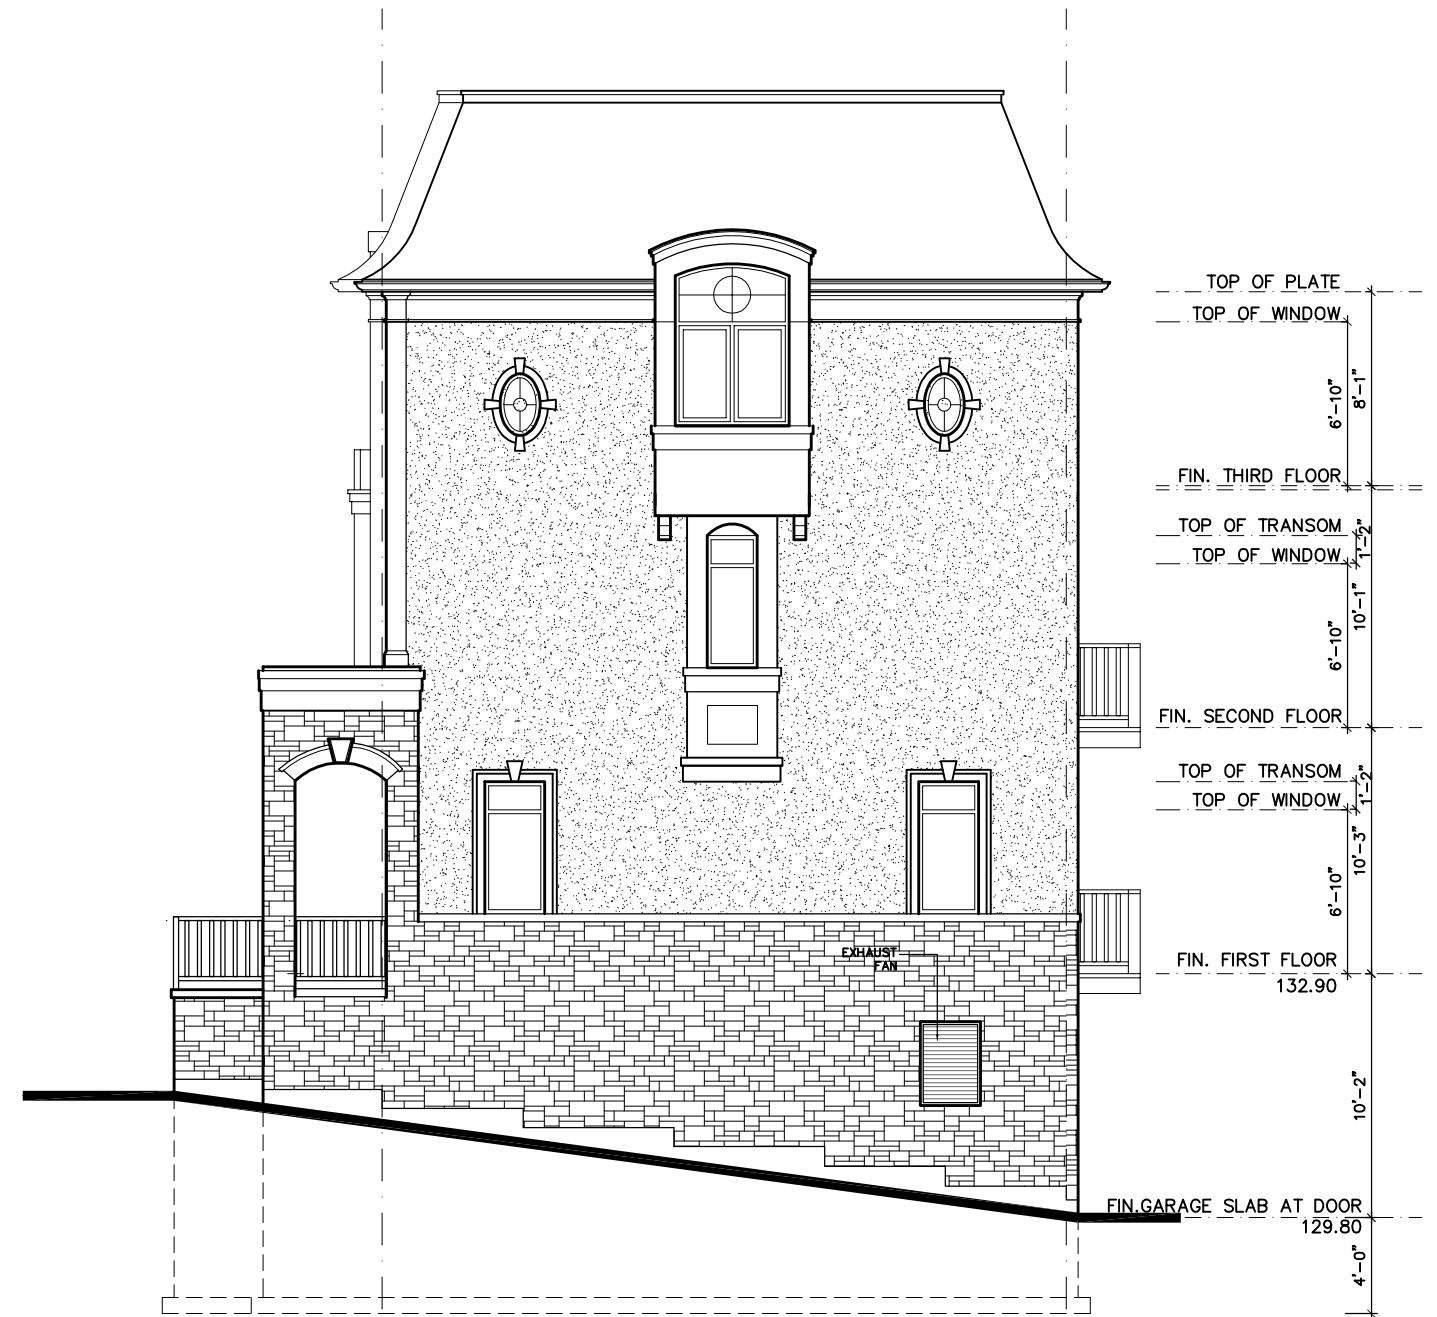 TOP OF PLATE
TOP OF WINDOW
6'-10"
8'-1"
FIN. THIRD FLOOR
TOP OF TRANSOM
1'-2"
TOP OF WINDOW
10'-1"
6'-10"
FIN. SECOND FLOOR
TOP OF TRANSOM
1'-2"
TOP OF WINDOW
10'-3"
6'-10"
EXHAUST
FAN
FIN. FIRST FLOOR
132.90
10'-2"
FIN.GARAGE SLAB AT DOOR
129.80
4'-0"